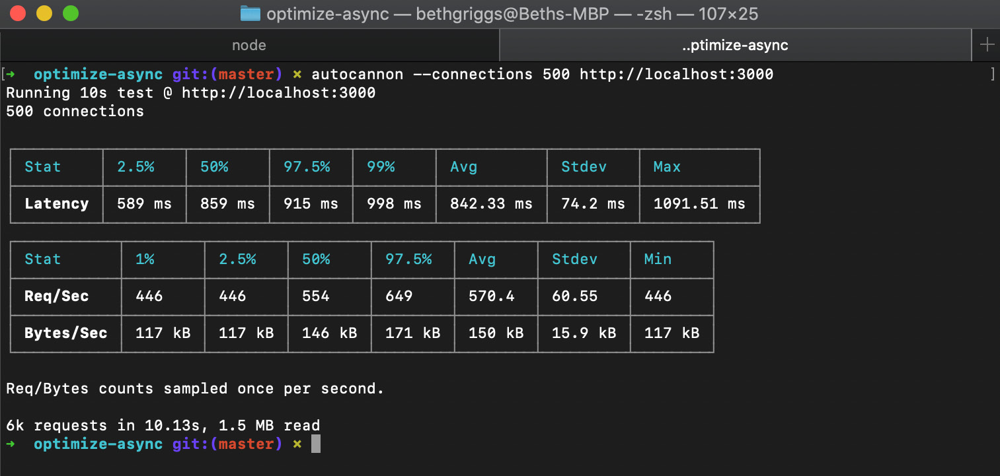 optimize-async — bethgriggs@Beths-MBP — -zsh — 107×25
node ..ptimize-async +
[➜ optimize-async git:(master) ✗ autocannon --connections 500 http://localhost:3000 ]
Running 10s test @ http://localhost:3000
500 connections
Stat 2.5% 50% 97.5% 99% Avg Stdev Max
Latency 589 ms 859 ms 915 ms 998 ms 842.33 ms 74.2 ms 1091.51 ms
Stat 1% 2.5% 50% 97.5% Avg Stdev Min
Req/Sec 446 446 554 649 570.4 60.55 446
Bytes/Sec 117 kB 117 kB 146 kB 171 kB 150 kB 15.9 kB 117 kB
Req/Bytes counts sampled once per second.
6k requests in 10.13s, 1.5 MB read
➜ optimize-async git:(master) ✗